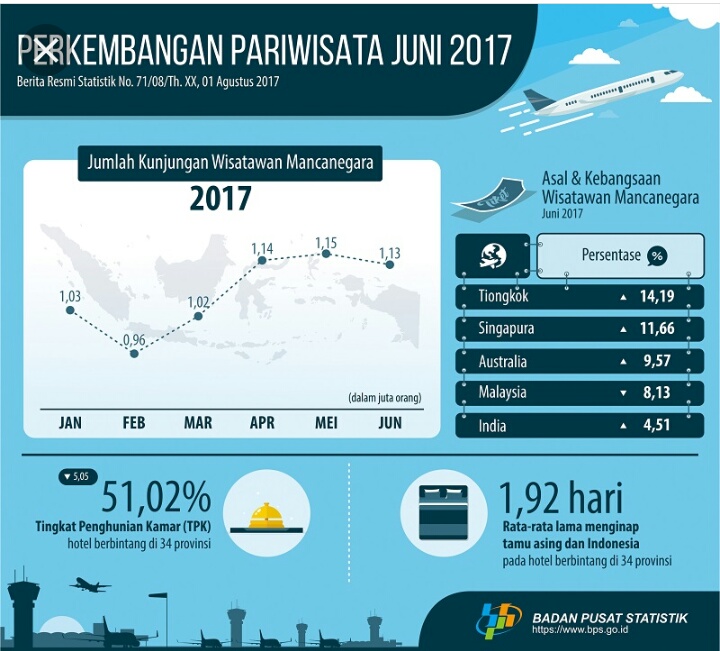 PERKEMBANGAN PARIWISATA JUNI 2017
Berita Resmi Statistik No. 71/08/Th. XX, 01 Agustus 2017
Jumlah Kunjungan Wisatawan Mancanegara
2017
1,03
0,96
1,02
1,14
1,15
1,13
(dalam juta orang)
JAN FEB MAR APR MEI JUN
Tiket
Asal & Kebangsaan
Wisatawan Mancanegara
Juni 2017
Persentase %
Tiongkok ▲ 14,19
Singapura ▲ 11,66
Australia ▲ 9,57
Malaysia ▼ 8,13
India ▲ 4,51
▼ 5,05
51,02%
Tingkat Penghunian Kamar (TPK)
hotel berbintang di 34 provinsi
1,92 hari
Rata-rata lama menginap
tamu asing dan Indonesia
pada hotel berbintang di 34 provinsi
BADAN PUSAT STATISTIK
https://www.bps.go.id